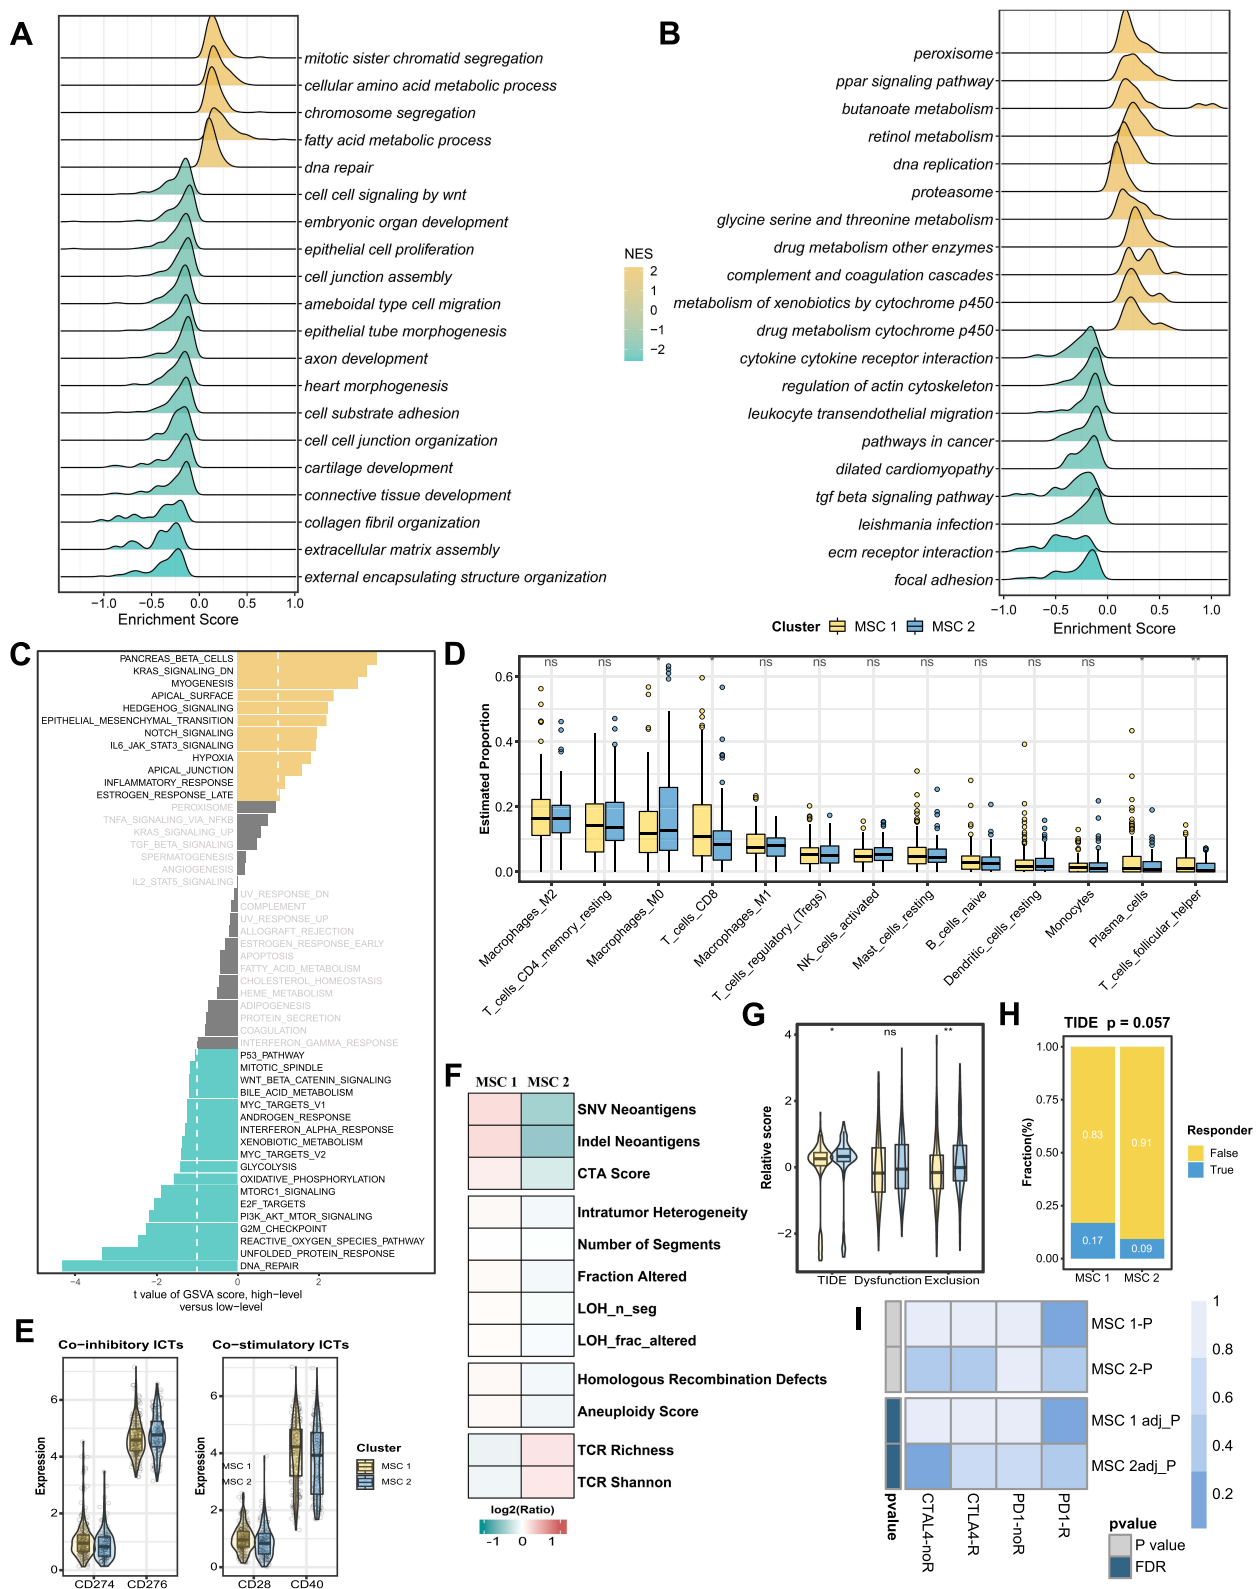 A
mitotic sister chromatid segregation
cellular amino acid metabolic process
chromosome segregation
fatty acid metabolic process
dna repair
cell cell signaling by wnt
embryonic organ development
epithelial cell proliferation
cell junction assembly
ameboidal type cell migration
epithelial tube morphogenesis
axon development
heart morphogenesis
cell substrate adhesion
cell cell junction organization
cartilage development
connective tissue development
collagen fibril organization
extracellular matrix assembly
external encapsulating structure organization
−1.0 −0.5 0.0 0.5 1.0
Enrichment Score
NES
2
1
0
−1
−2
B
peroxisome
ppar signaling pathway
butanoate metabolism
retinol metabolism
dna replication
proteasome
glycine serine and threonine metabolism
drug metabolism other enzymes
complement and coagulation cascades
metabolism of xenobiotics by cytochrome p450
drug metabolism cytochrome p450
cytokine cytokine receptor interaction
regulation of actin cytoskeleton
leukocyte transendothelial migration
pathways in cancer
dilated cardiomyopathy
tgf beta signaling pathway
leishmania infection
ecm receptor interaction
focal adhesion
−1.0 −0.5 0.0 0.5 1.0
Enrichment Score
C
PANCREAS_BETA_CELLS
KRAS_SIGNALING_DN
MYOGENESIS
APICAL_SURFACE
HEDGEHOG_SIGNALING
EPITHELIAL_MESENCHYMAL_TRANSITION
NOTCH_SIGNALING
IL6_JAK_STAT3_SIGNALING
HYPOXIA
APICAL_JUNCTION
INFLAMMATORY_RESPONSE
ESTROGEN_RESPONSE_LATE
PEROXISOME
TNFA_SIGNALING_VIA_NFKB
KRAS_SIGNALING_UP
TGF_BETA_SIGNALING
SPERMATOGENESIS
ANGIOGENESIS
IL2_STAT5_SIGNALING
UV_RESPONSE_DN
COMPLEMENT
UV_RESPONSE_UP
ALLOGRAFT_REJECTION
ESTROGEN_RESPONSE_EARLY
APOPTOSIS
FATTY_ACID_METABOLISM
CHOLESTEROL_HOMEOSTASIS
HEME_METABOLISM
ADIPOGENESIS
PROTEIN_SECRETION
COAGULATION
INTERFERON_GAMMA_RESPONSE
P53_PATHWAY
MITOTIC_SPINDLE
WNT_BETA_CATENIN_SIGNALING
BILE_ACID_METABOLISM
MYC_TARGETS_V1
ANDROGEN_RESPONSE
INTERFERON_ALPHA_RESPONSE
XENOBIOTIC_METABOLISM
MYC_TARGETS_V2
GLYCOLYSIS
OXIDATIVE_PHOSPHORYLATION
MTORC1_SIGNALING
E2F_TARGETS
PI3K_AKT_MTOR_SIGNALING
G2M_CHECKPOINT
REACTIVE_OXYGEN_SPECIES_PATHWAY
UNFOLDED_PROTEIN_RESPONSE
DNA_REPAIR
−4 −2 0 2
t value of GSVA score, high−level
versus low−level
D
Cluster MSC 1 MSC 2
ns ns * * ns ns ns ns ns ns ns * **
Estimated Proportion
0.6
0.4
0.2
0.0
Macrophages_M2
T_cells_CD4_memory_resting
Macrophages_M0
T_cells_CD8
Macrophages_M1
T_cells_regulatory_(Tregs)
NK_cells_activated
Mast_cells_resting
B_cells_naive
Dendritic_cells_resting
Monocytes
Plasma_cells
T_cells_follicular_helper
E
Co−inhibitory ICTs
Expression
6
4
2
0
CD274 CD276
Co−stimulatory ICTs
Expression
6
4
MSC 1
MSC 2
2
0
CD28 CD40
Cluster
MSC 1
MSC 2
F
MSC 1 MSC 2
SNV Neoantigens
Indel Neoantigens
CTA Score
Intratumor Heterogeneity
Number of Segments
Fraction Altered
LOH_n_seg
LOH_frac_altered
Homologous Recombination Defects
Aneuploidy Score
TCR Richness
TCR Shannon
log2(Ratio)
−1 0 1
G
Relative score
4
2
0
−2
* ns **
TIDE Dysfunction Exclusion
H
TIDE p = 0.057
Fraction(%)
1.00
0.75
0.50
0.25
0.00
0.83 0.91
0.17 0.09
MSC 1 MSC 2
Responder
False
True
I
MSC 1-P
MSC 2-P
MSC 1 adj_P
MSC 2adj_P
pvalue
CTAL4-noR
CTLA4-R
PD1-noR
PD1-R
1
0.8
0.6
0.4
0.2
pvalue
P value
FDR